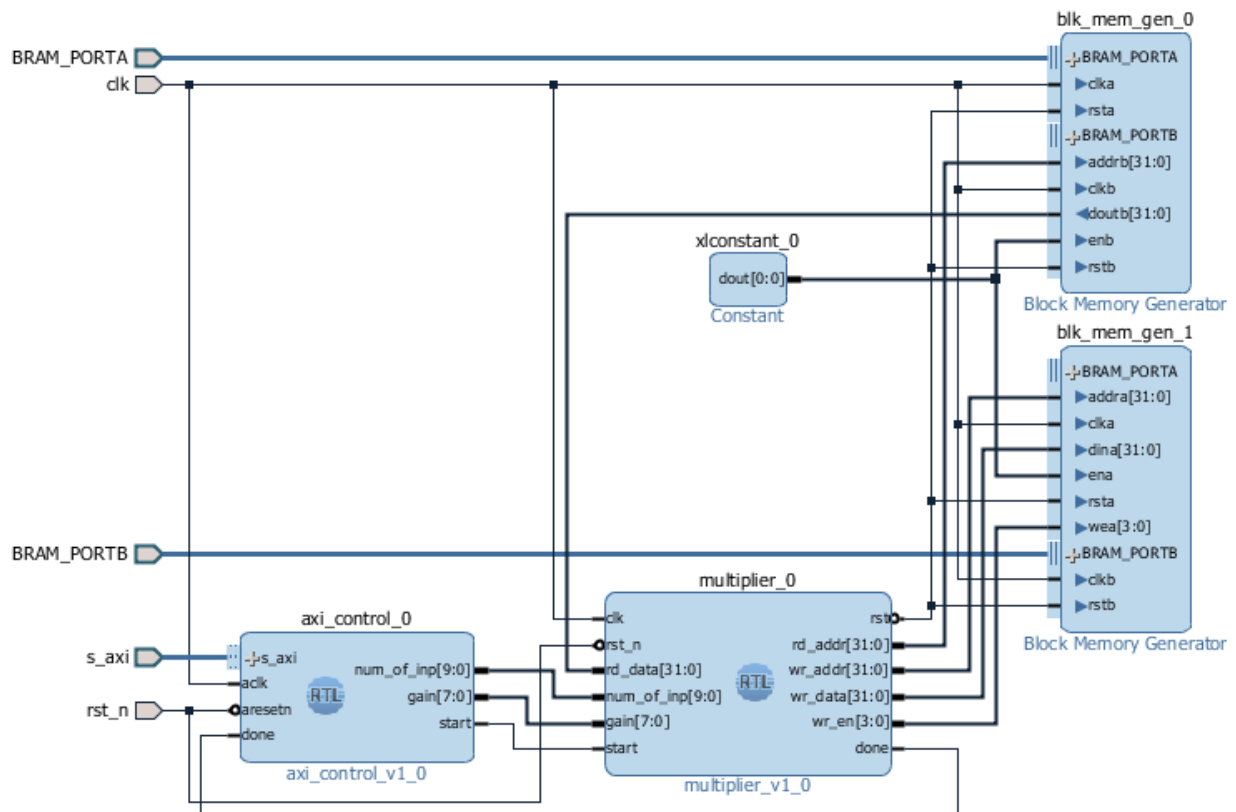 blk_mem_gen_0
BRAM_PORTA
clk
BRAM_PORTA
clka
rsta
BRAM_PORTB
addrb[31:0]
clkb
doutb[31:0]
enb
rstb
Block Memory Generator
xlconstant_0
dout[0:0]
Constant
blk_mem_gen_1
BRAM_PORTA
addra[31:0]
clka
dina[31:0]
ena
rsta
wea[3:0]
BRAM_PORTB
clkb
rstb
Block Memory Generator
BRAM_PORTB
s_axi
rst_n
axi_control_0
s_axi
aclk
aresetn
done
RTL
num_of_inp[9:0]
gain[7:0]
start
axi_control_v1_0
multiplier_0
clk
rst_n
rd_data[31:0]
num_of_inp[9:0]
gain[7:0]
start
RTL
rst
rd_addr[31:0]
wr_addr[31:0]
wr_data[31:0]
wr_en[3:0]
done
multiplier_v1_0